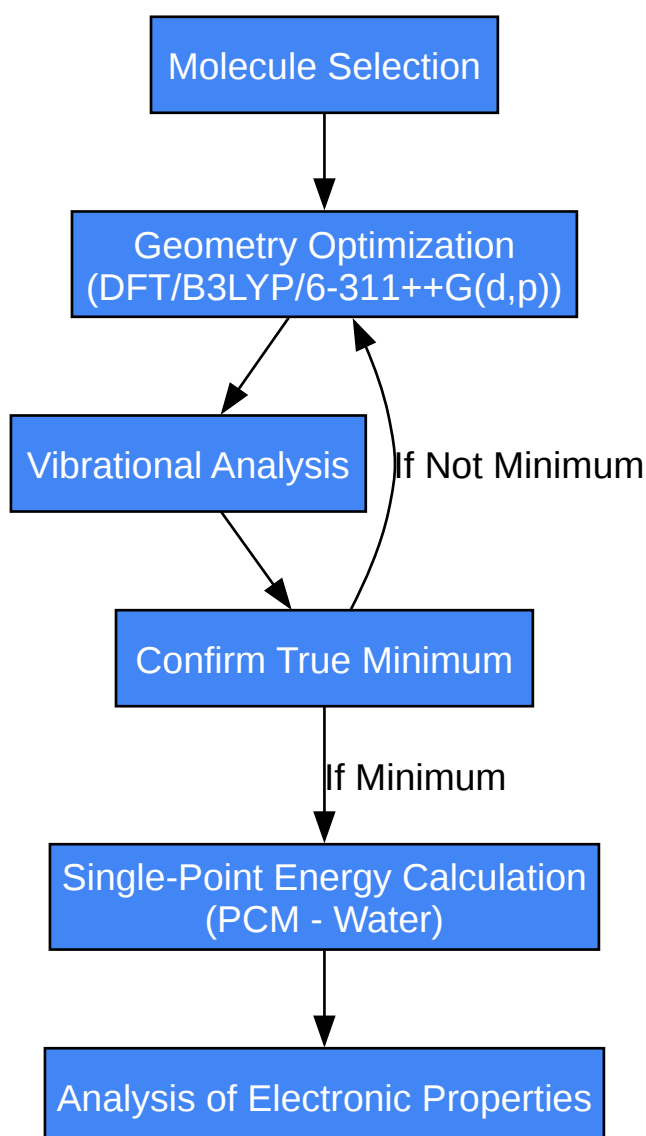 Molecule Selection
Geometry Optimization
(DFT/B3LYP/6-311++G(d,p))
Vibrational Analysis
If Not Minimum
Confirm True Minimum
If Minimum
Single-Point Energy Calculation
(PCM - Water)
Analysis of Electronic Properties